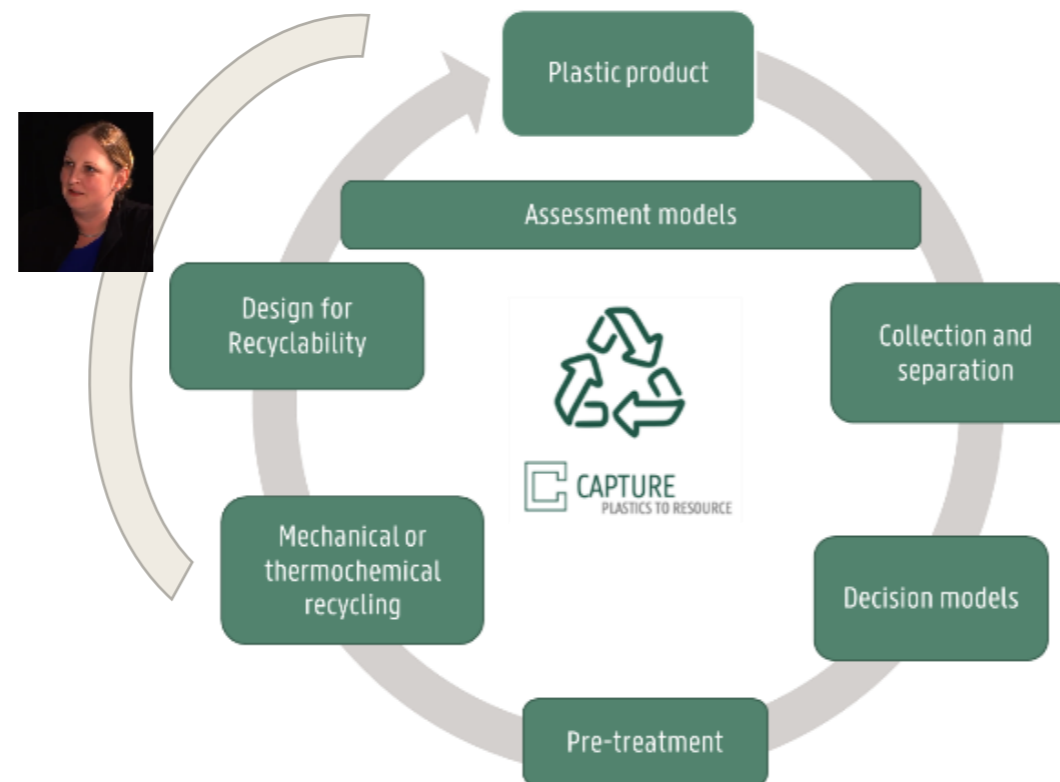 Plastic product
Assessment models
Design for
Recyclability
Collection and
separation
CAPTURE
PLASTICS TO RESOURCE
Mechanical or
thermochemical
recycling
Decision models
Pre-treatment